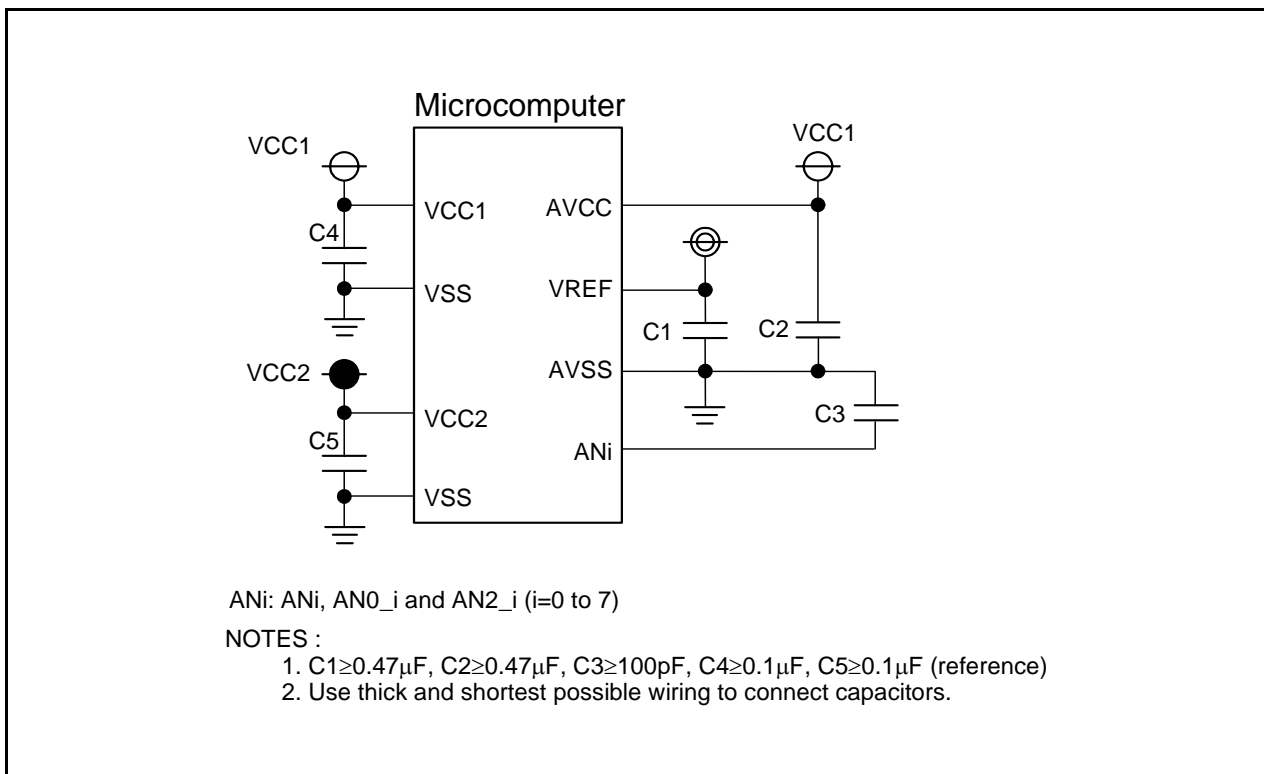 Microcomputer
VCC1
VCC1
VCC1
AVCC
C4
VSS
VREF
C1
C2
VCC2
AVSS
C3
VCC2
C5
ANi
VSS
ANi: ANi, AN0_i and AN2_i (i=0 to 7)
NOTES :
1. C1≥0.47μF, C2≥0.47μF, C3≥100pF, C4≥0.1μF, C5≥0.1μF (reference)
2. Use thick and shortest possible wiring to connect capacitors.